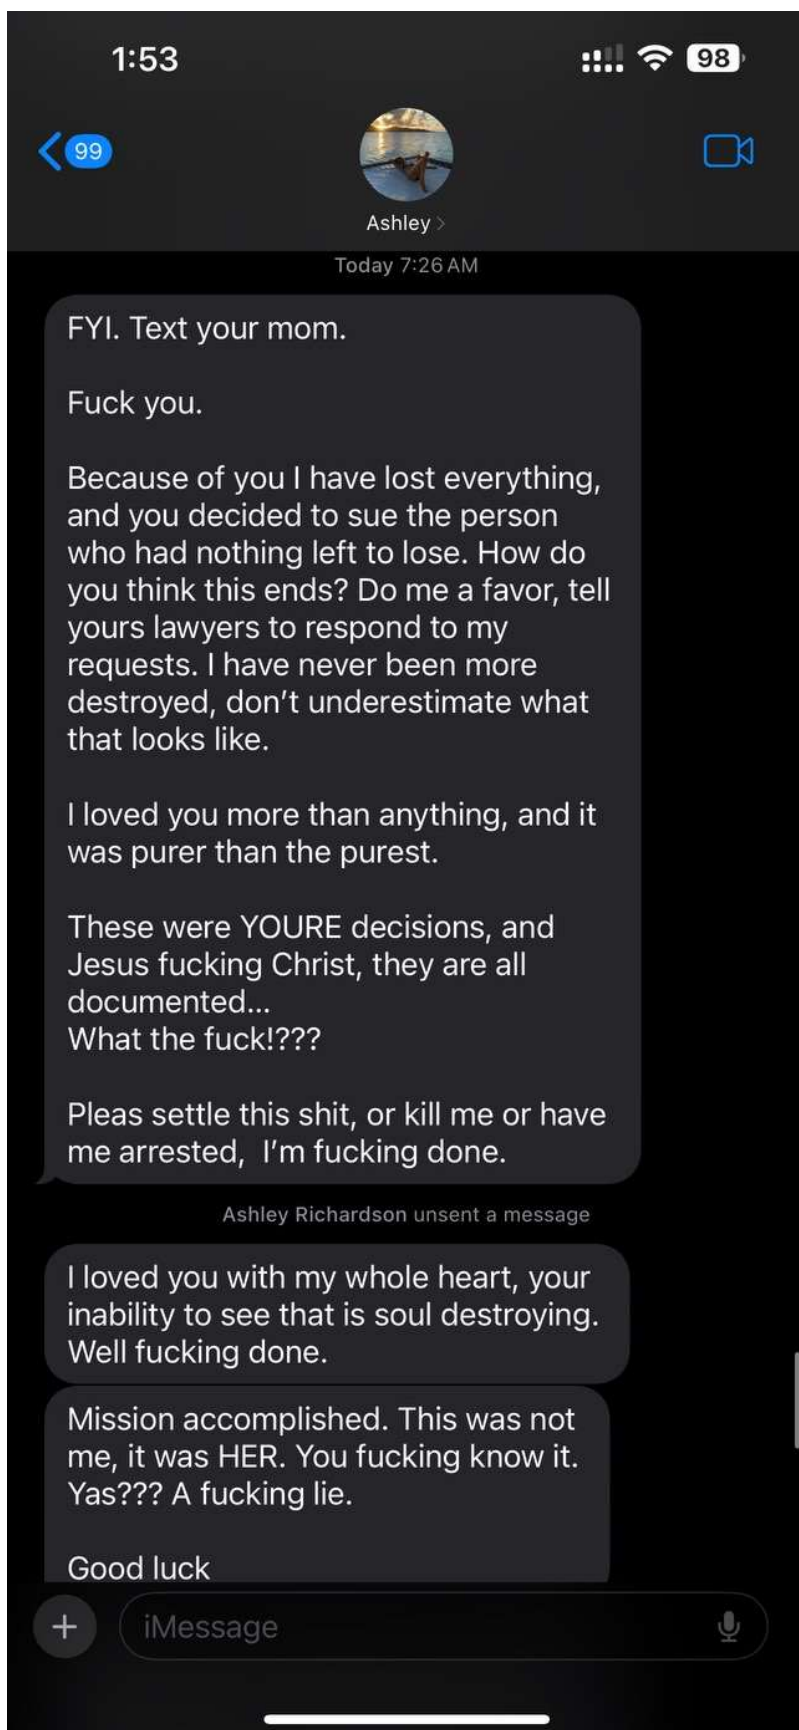 1:53
98
99
Ashley
Today 7:26 AM
FYI. Text your mom.
Fuck you.
Because of you I have lost everything,
and you decided to sue the person
who had nothing left to lose. How do
you think this ends? Do me a favor, tell
yours lawyers to respond to my
requests. I have never been more
destroyed, don't underestimate what
that looks like.
I loved you more than anything, and it
was purer than the purest.
These were YOURE decisions, and
Jesus fucking Christ, they are all
documented...
What the fuck!???
Pleas settle this shit, or kill me or have
me arrested,  I'm fucking done.
Ashley Richardson unsent a message
I loved you with my whole heart, your
inability to see that is soul destroying.
Well fucking done.
Mission accomplished. This was not
me, it was HER. You fucking know it.
Yas??? A fucking lie.
Good luck
iMessage